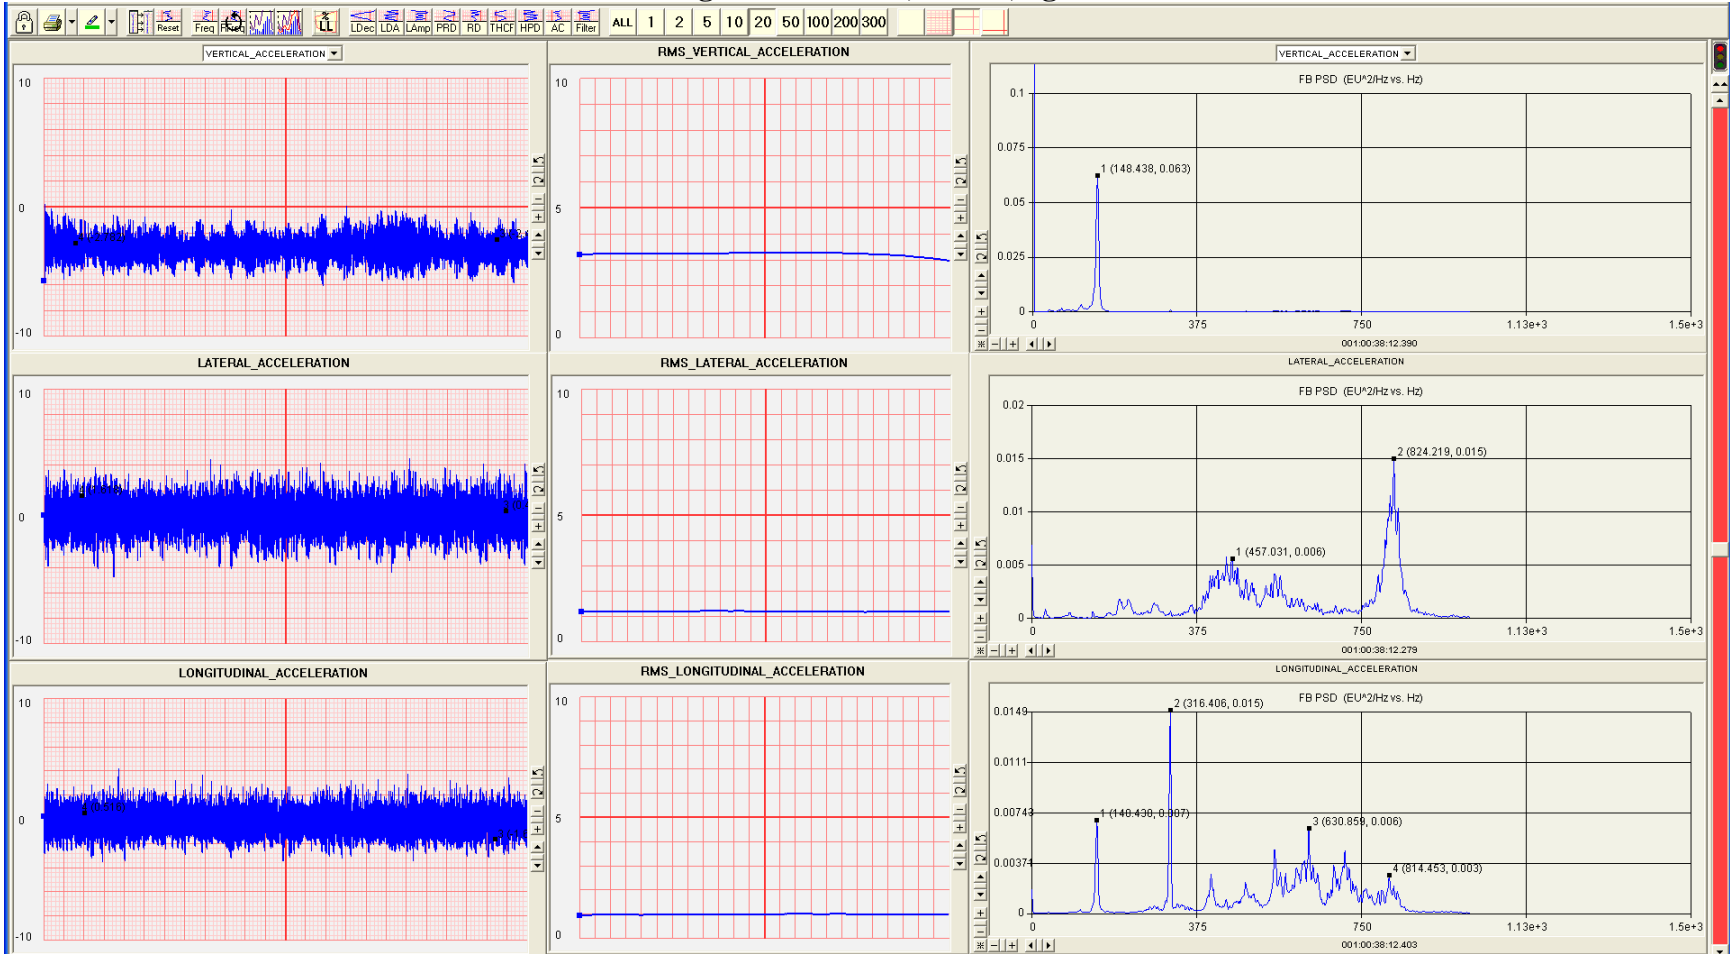 Reset Freq LL LDec LDA LAmp PRD RD THCF HPD AC Filter ALL 1 2 5 10 20 50 100 200 300
VERTICAL_ACCELERATION
10
0
-10
RMS_VERTICAL_ACCELERATION
10
5
0
VERTICAL_ACCELERATION
FB PSD (EU^2/Hz vs. Hz)
0.1
0.075
0.05
0.025
0
1 (148.438, 0.063)
0 375 750 1.13e+3 1.5e+3
001:00:38:12.390
LATERAL_ACCELERATION
10
0
-10
RMS_LATERAL_ACCELERATION
10
5
0
LATERAL_ACCELERATION
FB PSD (EU^2/Hz vs. Hz)
0.02
0.015
0.01
0.005
0
2 (824.219, 0.015)
1 (457.031, 0.006)
0 375 750 1.13e+3 1.5e+3
001:00:38:12.279
LONGITUDINAL_ACCELERATION
10
0
-10
RMS_LONGITUDINAL_ACCELERATION
10
5
0
LONGITUDINAL_ACCELERATION
FB PSD (EU^2/Hz vs. Hz)
0.0149
0.0111
0.00743
0.00374
0
2 (316.406, 0.015)
1 (148.438, 0.007)
3 (630.859, 0.006)
4 (814.453, 0.003)
0 375 750 1.13e+3 1.5e+3
001:00:38:12.403